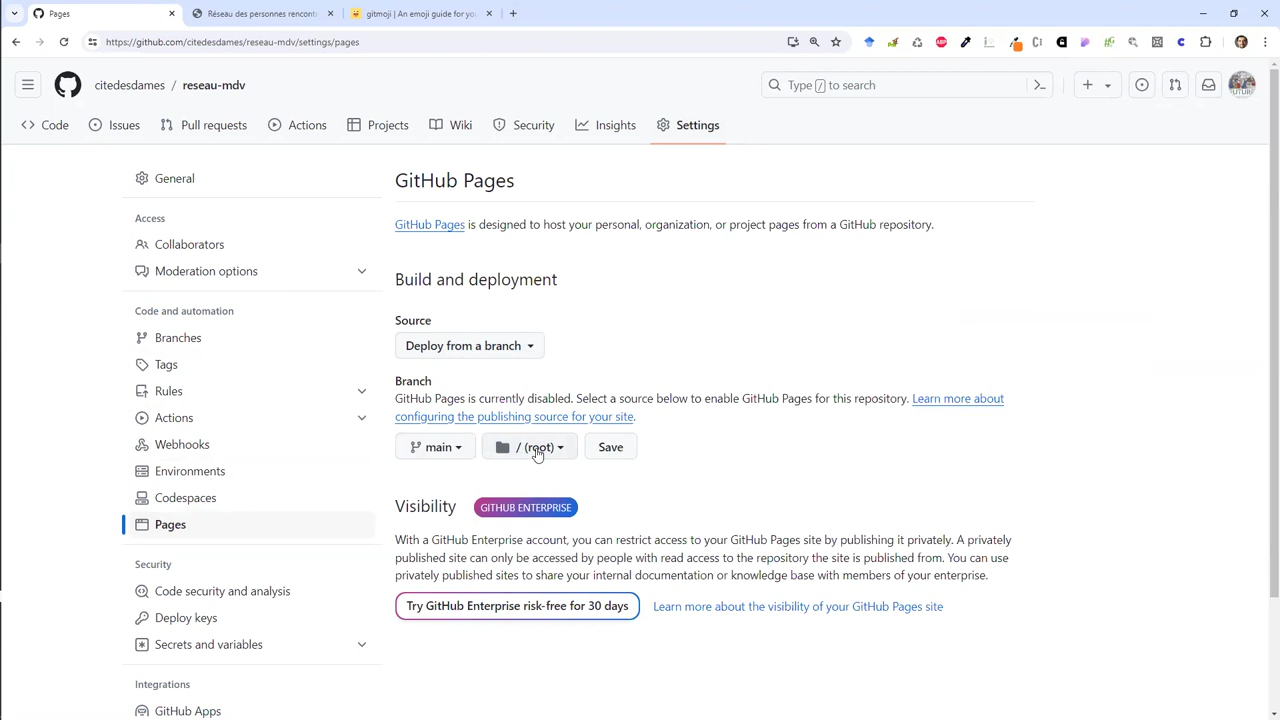 Pages
Réseau des personnes rencont
gitmoji | An emoji guide for yo
https://github.com/citedesdames/reseau-mdv/settings/pages
citedesdames / reseau-mdv
Type / to search
Code
Issues
Pull requests
Actions
Projects
Wiki
Security
Insights
Settings
General
Access
Collaborators
Moderation options
Code and automation
Branches
Tags
Rules
Actions
Webhooks
Environments
Codespaces
Pages
Security
Code security and analysis
Deploy keys
Secrets and variables
Integrations
GitHub Apps
GitHub Pages
GitHub Pages is designed to host your personal, organization, or project pages from a GitHub repository.
Build and deployment
Source
Deploy from a branch
Branch
GitHub Pages is currently disabled. Select a source below to enable GitHub Pages for this repository. Learn more about
configuring the publishing source for your site.
main
/ (root)
Save
Visibility
GITHUB ENTERPRISE
With a GitHub Enterprise account, you can restrict access to your GitHub Pages site by publishing it privately. A privately
published site can only be accessed by people with read access to the repository the site is published from. You can use
privately published sites to share your internal documentation or knowledge base with members of your enterprise.
Try GitHub Enterprise risk-free for 30 days
Learn more about the visibility of your GitHub Pages site